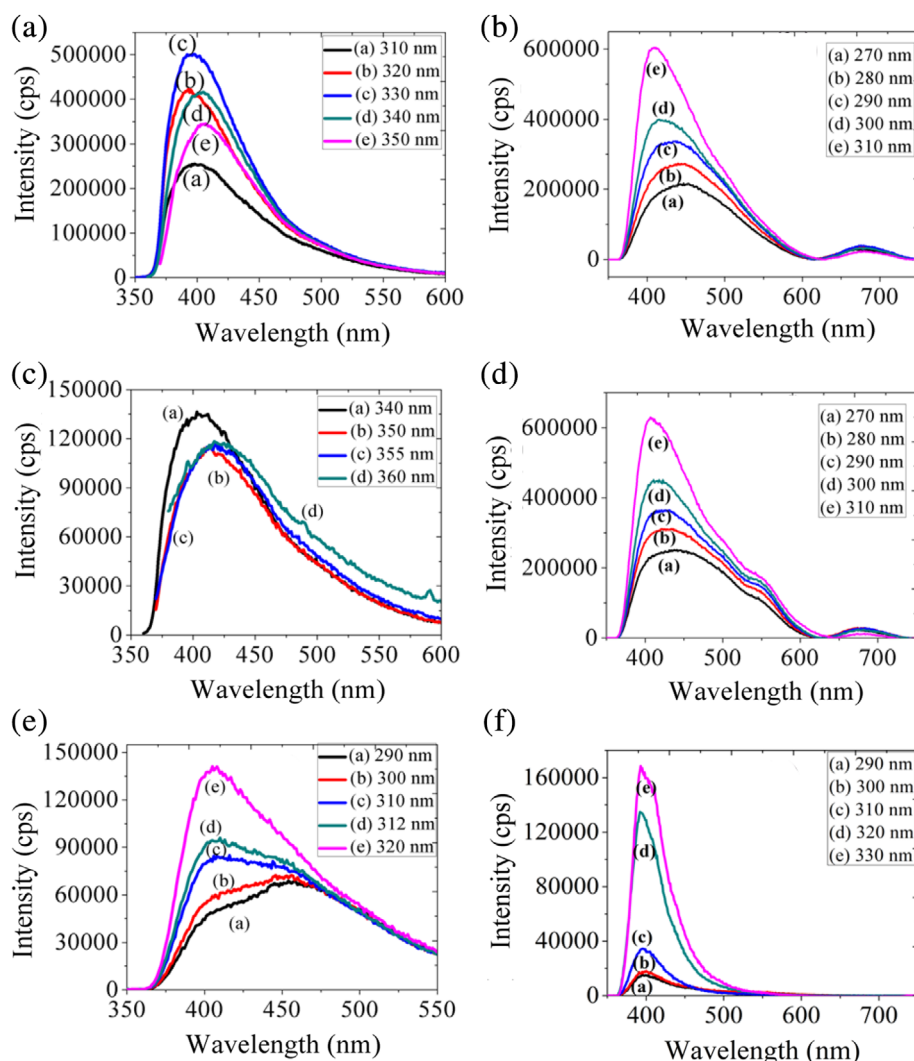 (a)
Intensity (cps)
500000
400000
300000
200000
100000
0
350 400 450 500 550 600
Wavelength (nm)
(a) 310 nm
(b) 320 nm
(c) 330 nm
(d) 340 nm
(e) 350 nm
(c)
(b)
(d)
(e)
(a)
(b)
Intensity (cps)
600000
400000
200000
0
400 500 600 700
Wavelength (nm)
(a) 270 nm
(b) 280 nm
(c) 290 nm
(d) 300 nm
(e) 310 nm
(e)
(d)
(c)
(b)
(a)
(c)
Intensity (cps)
150000
120000
90000
60000
30000
0
350 400 450 500 550 600
Wavelength (nm)
(a) 340 nm
(b) 350 nm
(c) 355 nm
(d) 360 nm
(a)
(b)
(d)
(c)
(d)
Intensity (cps)
600000
400000
200000
0
400 500 600 700
Wavelength (nm)
(a) 270 nm
(b) 280 nm
(c) 290 nm
(d) 300 nm
(e) 310 nm
(e)
(d)
(c)
(b)
(a)
(e)
Intensity (cps)
150000
120000
90000
60000
30000
0
350 400 450 500 550
Wavelength (nm)
(a) 290 nm
(b) 300 nm
(c) 310 nm
(d) 312 nm
(e) 320 nm
(e)
(d)
(c)
(b)
(a)
(f)
Intensity (cps)
160000
120000
80000
40000
0
400 500 600 700
Wavelength (nm)
(a) 290 nm
(b) 300 nm
(c) 310 nm
(d) 320 nm
(e) 330 nm
(e)
(d)
(c)
(b)
(a)